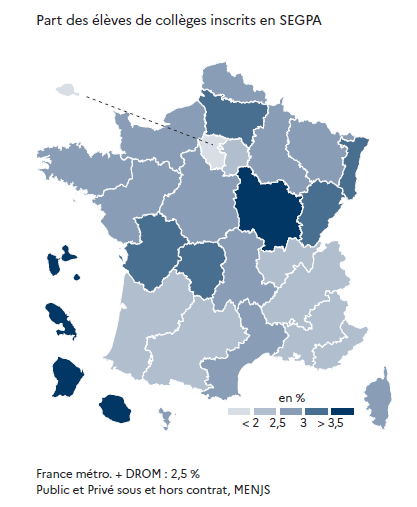 Part des élèves de collèges inscrits en SEGPA
en %
< 2 2,5 3 > 3,5
France métro. + DROM : 2,5 %
Public et Privé sous et hors contrat, MENJS